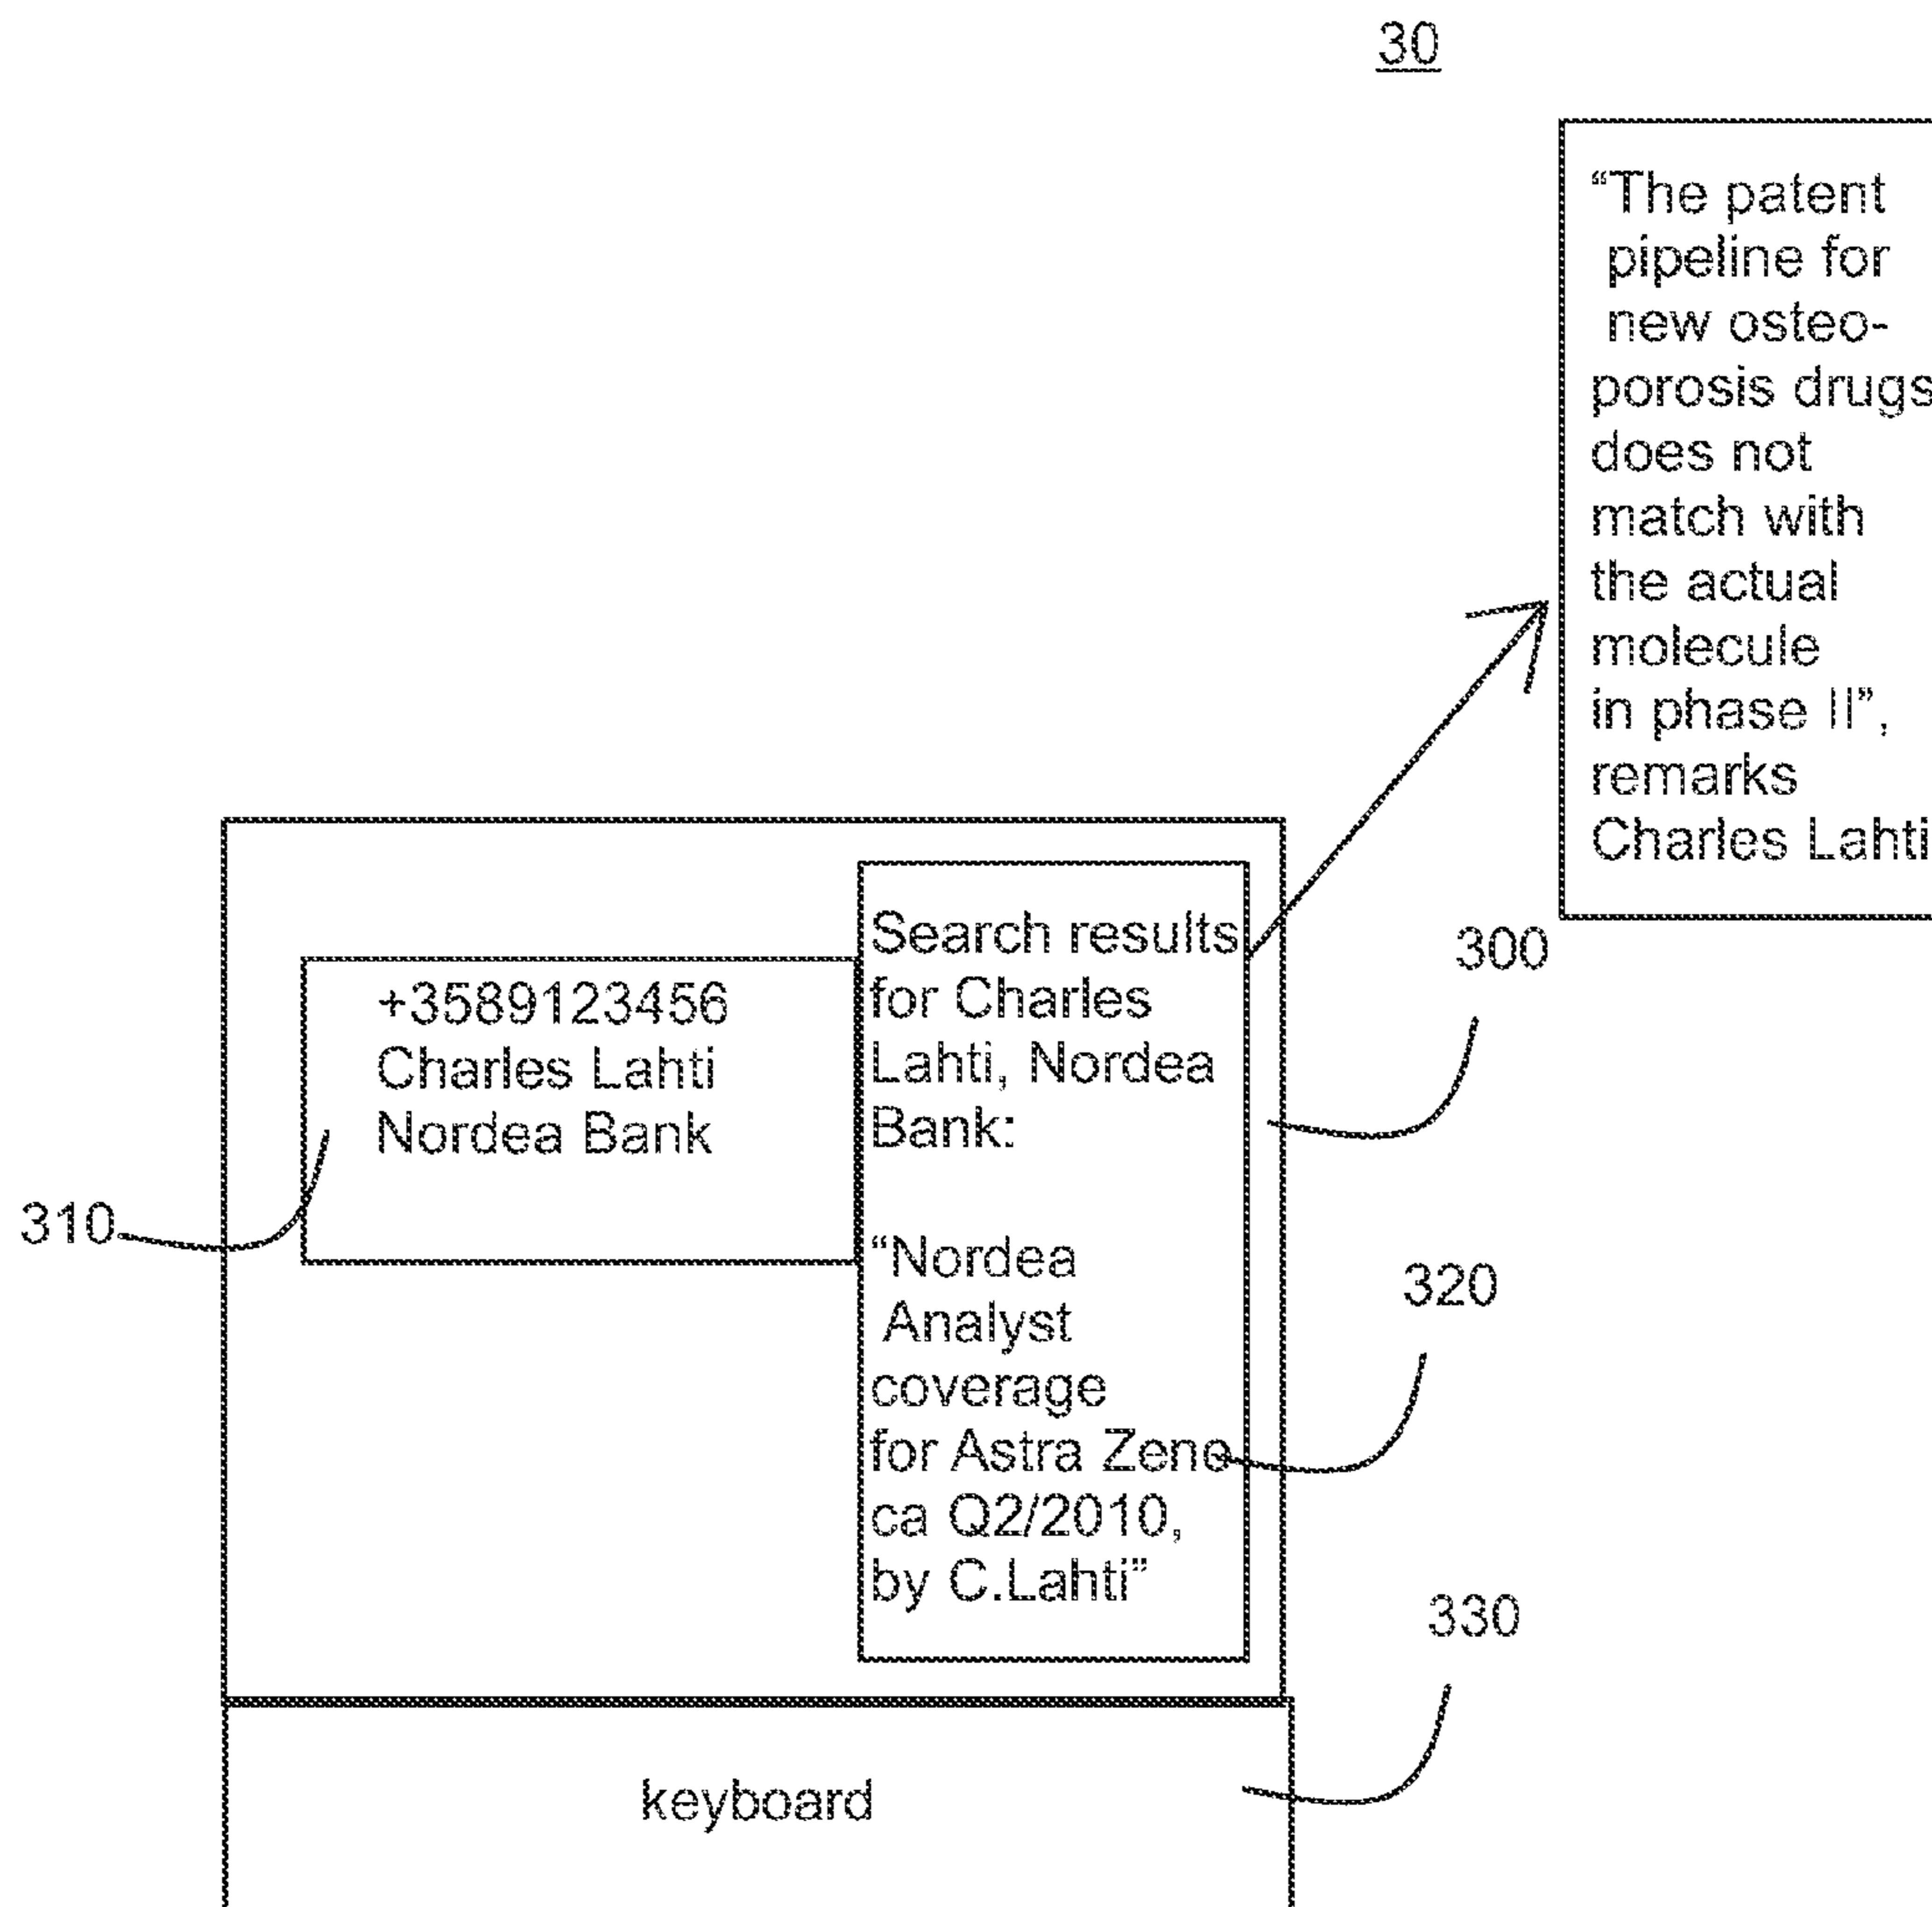 30
“The patent
pipeline for
new osteo-
porosis drugs
does not
match with
the actual
molecule
in phase II”,
remarks
Charles Lahti
300
+3589123456
Charles Lahti
Nordea Bank
310
Search results
for Charles
Lahti, Nordea
Bank:
“Nordea
Analyst
coverage
for Astra Zene
ca Q2/2010,
by C.Lahti”
320
330
keyboard